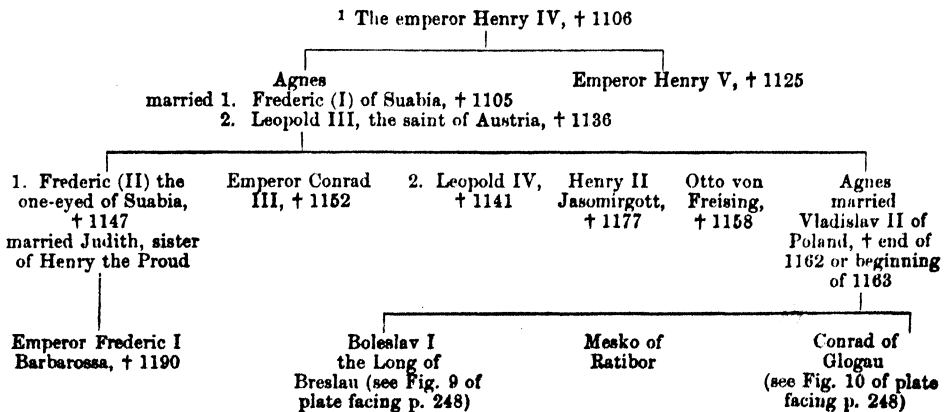 ¹ The emperor Henry IV, † 1106
Agnes
married 1. Frederic (I) of Suabia, † 1105
2. Leopold III, the saint of Austria, † 1136
Emperor Henry V, † 1125
1. Frederic (II) the
one-eyed of Suabia,
† 1147
married Judith, sister
of Henry the Proud
Emperor Conrad
III, † 1152
2. Leopold IV,
† 1141
Henry II
Jasomirgott,
† 1177
Otto von
Freising,
† 1158
Agnes
married
Vladislav II of
Poland, † end of
1162 or beginning
of 1163
Emperor Frederic I
Barbarossa, † 1190
Boleslav I
the Long of
Breslau (see Fig. 9 of
plate facing p. 248)
Mesko of
Ratibor
Conrad of
Glogau
(see Fig. 10 of plate
facing p. 248)